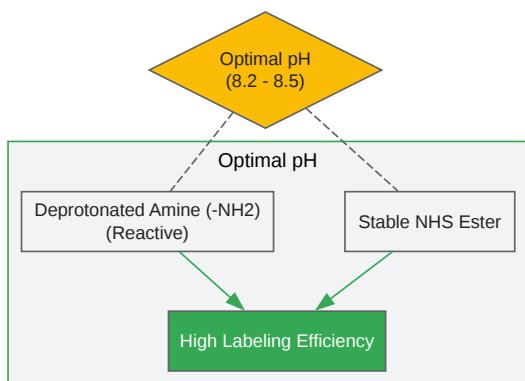 Optimal pH
(8.2 - 8.5)
Optimal pH
Deprotonated Amine (-NH2)
(Reactive)
Stable NHS Ester
High Labeling Efficiency